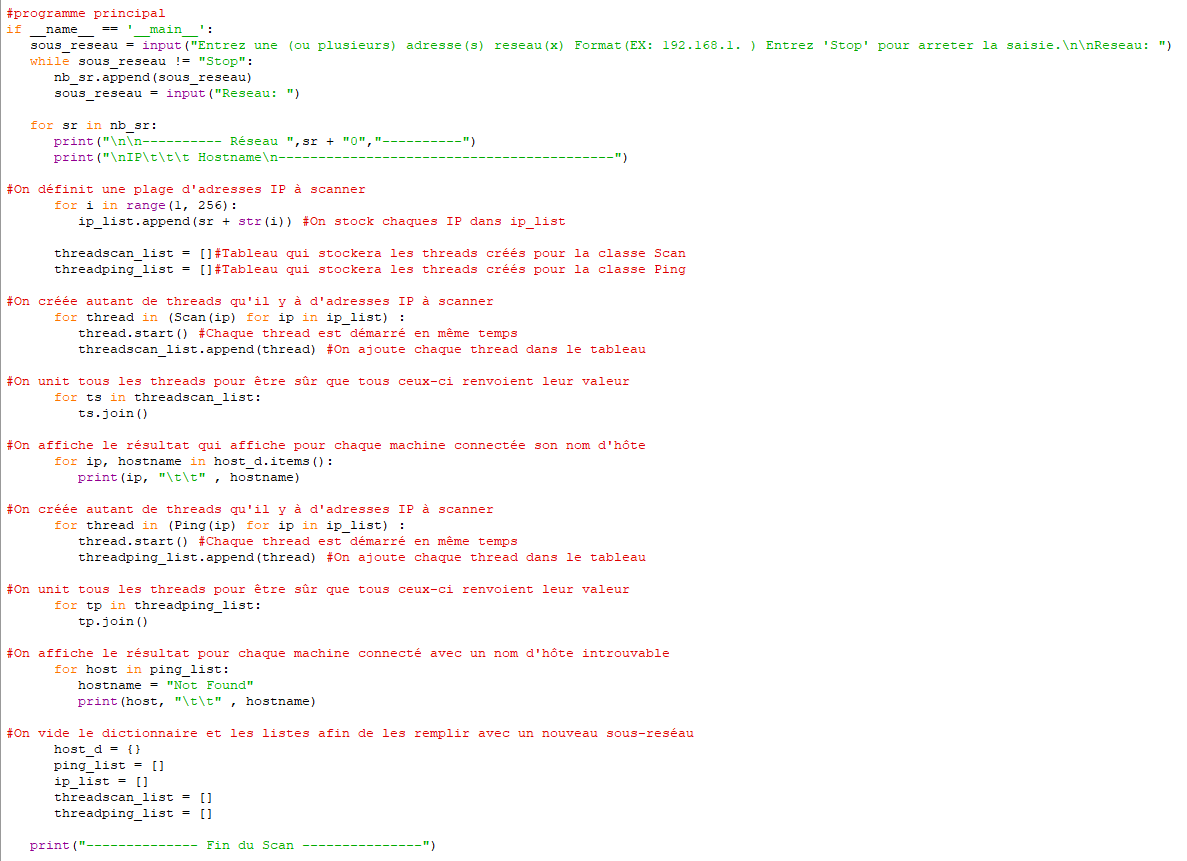 #programme principal
if __name__ == '__main__':
   sous_reseau = input("Entrez une (ou plusieurs) adresse(s) reseau(x) Format(EX: 192.168.1. ) Entrez 'Stop' pour arreter la saisie.\n\nReseau: ")
   while sous_reseau != "Stop":
      nb_sr.append(sous_reseau)
      sous_reseau = input("Reseau: ")

   for sr in nb_sr:
      print("\n\n---------- Réseau ",sr + "0","----------")
      print("\nIP\t\t\t Hostname\n------------------------------------------")

#On définit une plage d'adresses IP à scanner
      for i in range(1, 256):
         ip_list.append(sr + str(i)) #On stock chaques IP dans ip_list

      threadscan_list = []#Tableau qui stockera les threads créés pour la classe Scan
      threadping_list = []#Tableau qui stockera les threads créés pour la classe Ping

#On créée autant de threads qu'il y à d'adresses IP à scanner
      for thread in (Scan(ip) for ip in ip_list) :
         thread.start() #Chaque thread est démarré en même temps
         threadscan_list.append(thread) #On ajoute chaque thread dans le tableau

#On unit tous les threads pour être sûr que tous ceux-ci renvoient leur valeur
      for ts in threadscan_list:
         ts.join()

#On affiche le résultat qui affiche pour chaque machine connectée son nom d'hôte
      for ip, hostname in host_d.items():
         print(ip, "\t\t" , hostname)

#On créée autant de threads qu'il y à d'adresses IP à scanner
      for thread in (Ping(ip) for ip in ip_list) :
         thread.start() #Chaque thread est démarré en même temps
         threadping_list.append(thread) #On ajoute chaque thread dans le tableau

#On unit tous les threads pour être sûr que tous ceux-ci renvoient leur valeur
      for tp in threadping_list:
         tp.join()

#On affiche le résultat pour chaque machine connecté avec un nom d'hôte introuvable
      for host in ping_list:
         hostname = "Not Found"
         print(host, "\t\t" , hostname)

#On vide le dictionnaire et les listes afin de les remplir avec un nouveau sous-reséau
      host_d = {}
      ping_list = []
      ip_list = []
      threadscan_list = []
      threadping_list = []

   print("-------------- Fin du Scan ---------------")